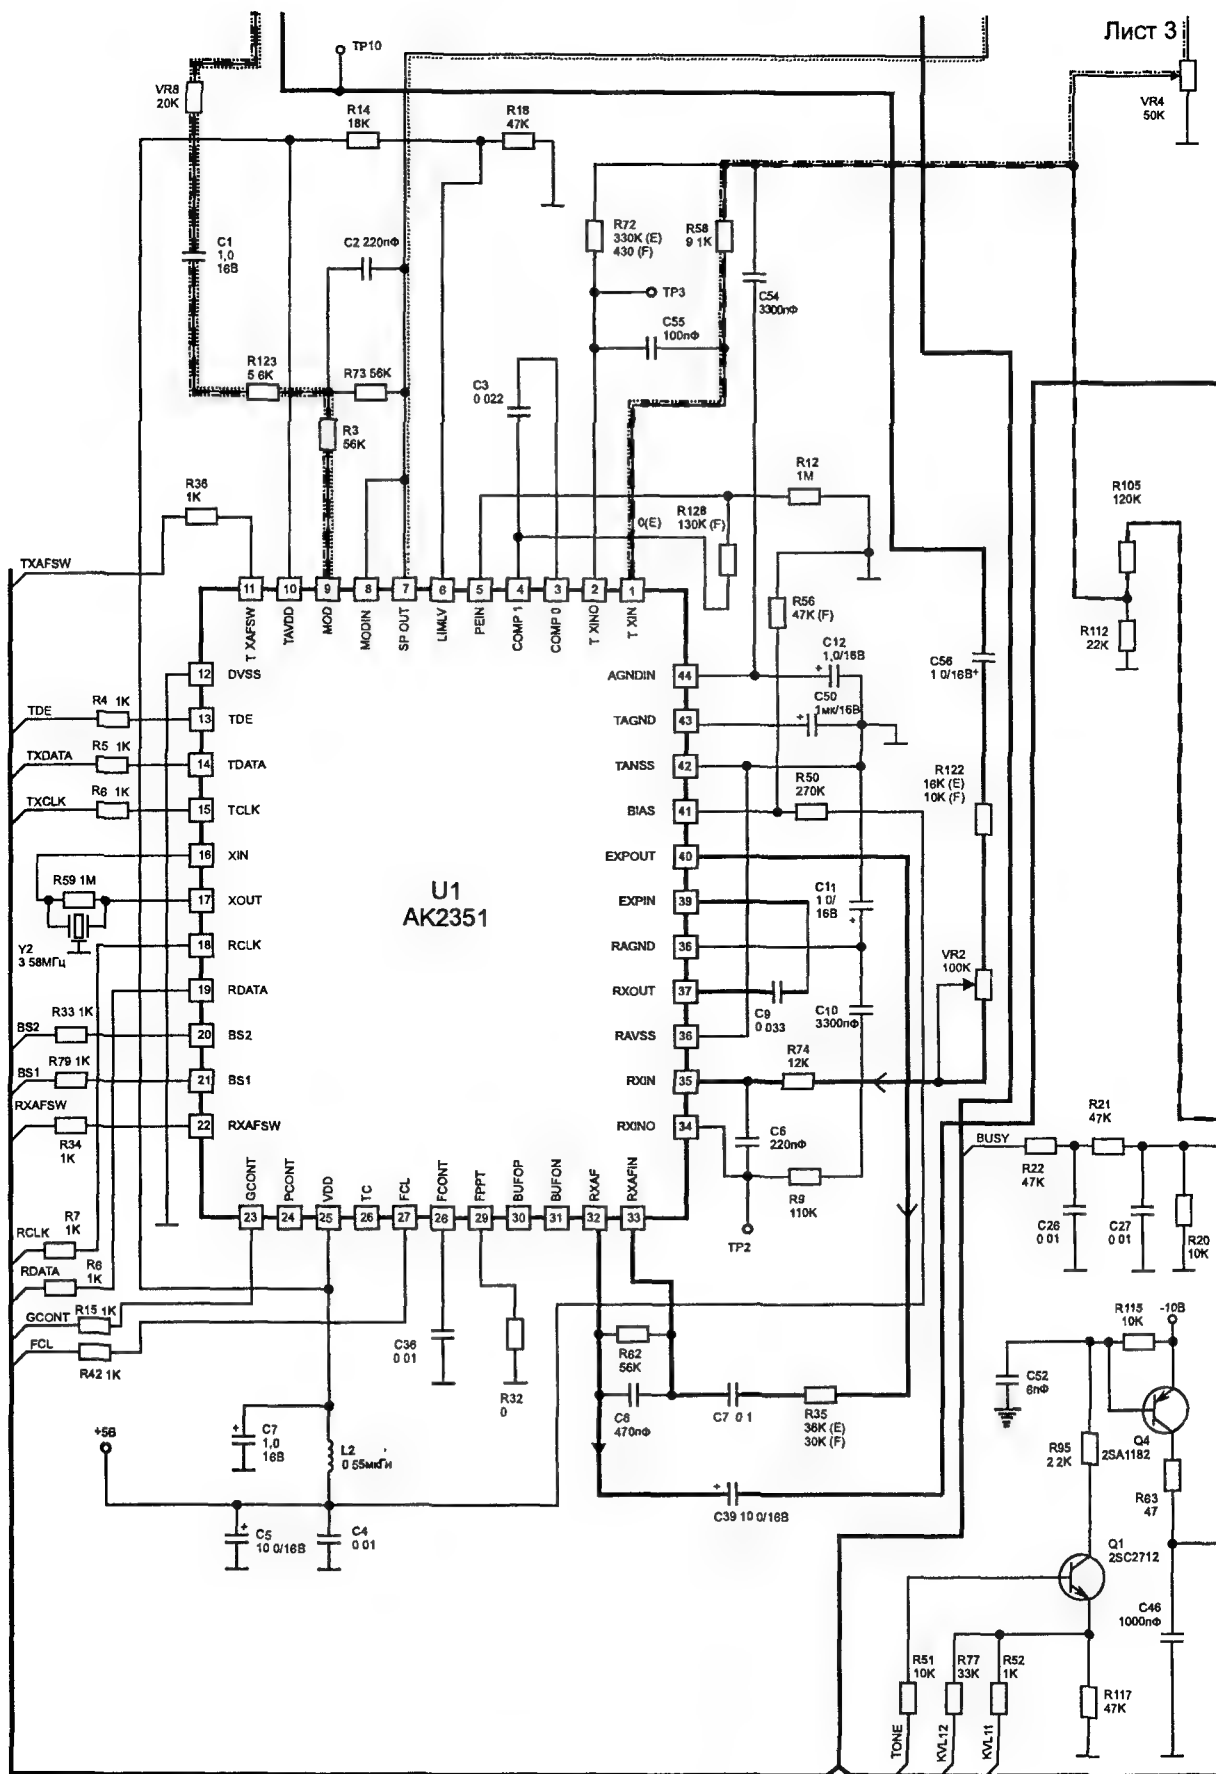 Лист 3
TP10
VR8
20K
R14
18K
R18
47K
VR4
50K
C1
1,0
16В
C2 220пФ
R72
330K (E)
430 (F)
R58
9 1K
TP3
C54
3300пФ
C55
100пФ
R123
5 6K
R73 56K
C3
0 022
R3
56K
R36
1K
R12
1M
R128
130K (F)
0(E)
R105
120K
TXAFSW
11
10
9
8
7
6
5
4
3
2
1
T XAFSW
TAVDD
MOD
MODIN
SP OUT
LIMLV
PEIN
COMP 1
COMP 0
T XINO
T XIN
R56
47K (F)
R112
22K
C12
1,0/16В
+
C56
1 0/16В+
12
DVSS
AGNDIN
44
C50
1мк/16В
+
TDE
R4 1K
13
TDE
TAGND
43
TXDATA
R5 1K
14
TDATA
TANSS
42
R50
270K
R122
16K (E)
10K (F)
TXCLK
R6 1K
15
TCLK
BIAS
41
16
XIN
EXPOUT
40
R59 1M
17
XOUT
EXPIN
39
C11
1 0/
16В
+
U1
AK2351
Y2
3 58МГц
18
RCLK
RAGND
36
VR2
100K
19
RDATA
RXOUT
37
C9
0 033
C10
3300пФ
BS2
R33 1K
20
BS2
RAVSS
36
R74
12K
BS1
R79 1K
21
BS1
RXIN
35
RXAFSW
R34
1K
22
RXAFSW
RXINO
34
C6
220пФ
R21
47K
BUSY
R22
47K
R9
110K
GCONT
PCONT
VDD
TC
FCL
FCONT
FPPT
BUFOP
BUFON
RXAF
RXAFIN
23
24
25
26
27
28
29
30
31
32
33
TP2
C26
0 01
C27
0 01
R20
10K
RCLK
R7
1K
RDATA
R6
1K
GCONT
R15 1K
FCL
R42 1K
C36
0 01
R32
0
R62
56K
C8
470пФ
C7 0 1
R35
36K (E)
30K (F)
R115
10K
-10В
C52
6пФ
Q4
2SA1182
R95
2 2K
R63
47
+5В
+
C7
1,0
16В
L2
0 55мкГн
+
C39 10 0/16В
+
C5
10 0/16В
C4
0 01
Q1
2SC2712
C46
1000пФ
R51
10K
R77
33K
R52
1K
R117
47K
TONE
KVL12
KVL11